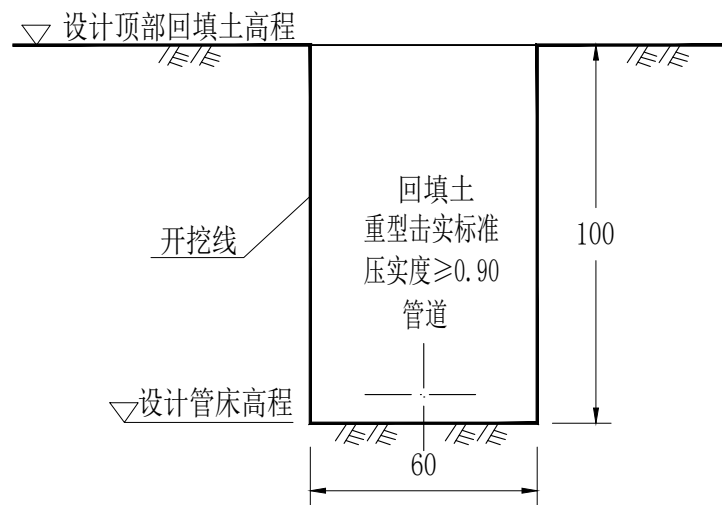 设计顶部回填土高程
回填土
重型击实标准
压实度≥0.90
管道
开挖线
100
设计管床高程
60